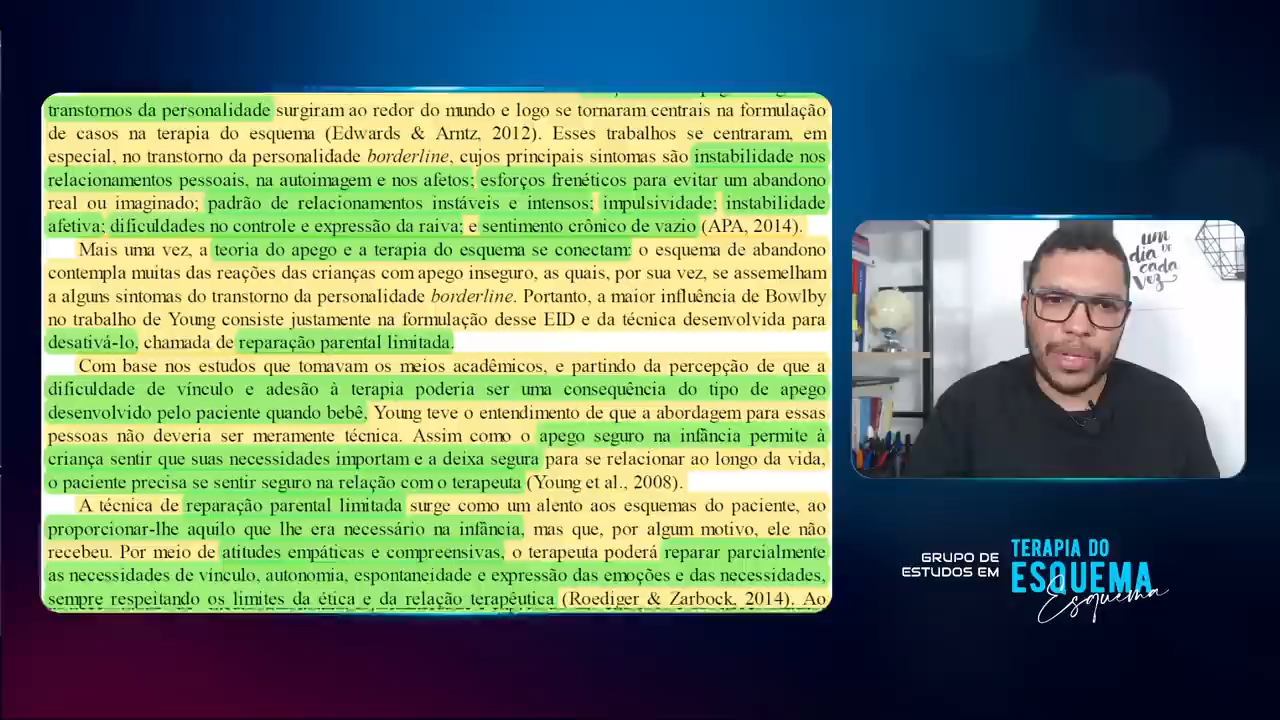 transtornos da personalidade surgiram ao redor do mundo e logo se tornaram centrais na formulação
de casos na terapia do esquema (Edwards & Arntz, 2012). Esses trabalhos se centraram, em
especial, no transtorno da personalidade borderline, cujos principais sintomas são instabilidade nos
relacionamentos pessoais, na autoimagem e nos afetos; esforços frenéticos para evitar um abandono
real ou imaginado; padrão de relacionamentos instáveis e intensos; impulsividade; instabilidade
afetiva; dificuldades no controle e expressão da raiva; e sentimento crônico de vazio (APA, 2014).
Mais uma vez, a teoria do apego e a terapia do esquema se conectam: o esquema de abandono
contempla muitas das reações das crianças com apego inseguro, as quais, por sua vez, se assemelham
a alguns sintomas do transtorno da personalidade borderline. Portanto, a maior influência de Bowlby
no trabalho de Young consiste justamente na formulação desse EID e da técnica desenvolvida para
desativá-lo, chamada de reparação parental limitada.
Com base nos estudos que tomavam os meios acadêmicos, e partindo da percepção de que a
dificuldade de vínculo e adesão à terapia poderia ser uma consequência do tipo de apego
desenvolvido pelo paciente quando bebê, Young teve o entendimento de que a abordagem para essas
pessoas não deveria ser meramente técnica. Assim como o apego seguro na infância permite à
criança sentir que suas necessidades importam e a deixa segura para se relacionar ao longo da vida,
o paciente precisa se sentir seguro na relação com o terapeuta (Young et al., 2008).
A técnica de reparação parental limitada surge como um alento aos esquemas do paciente, ao
proporcionar-lhe aquilo que lhe era necessário na infância, mas que, por algum motivo, ele não
recebeu. Por meio de atitudes empáticas e compreensivas, o terapeuta poderá reparar parcialmente
as necessidades de vínculo, autonomia, espontaneidade e expressão das emoções e das necessidades,
sempre respeitando os limites da ética e da relação terapêutica (Roediger & Zarbock, 2014). Ao
um
dia DE
cada
vez
GRUPO DE
ESTUDOS EM
TERAPIA DO
ESQUEMA
Esquema